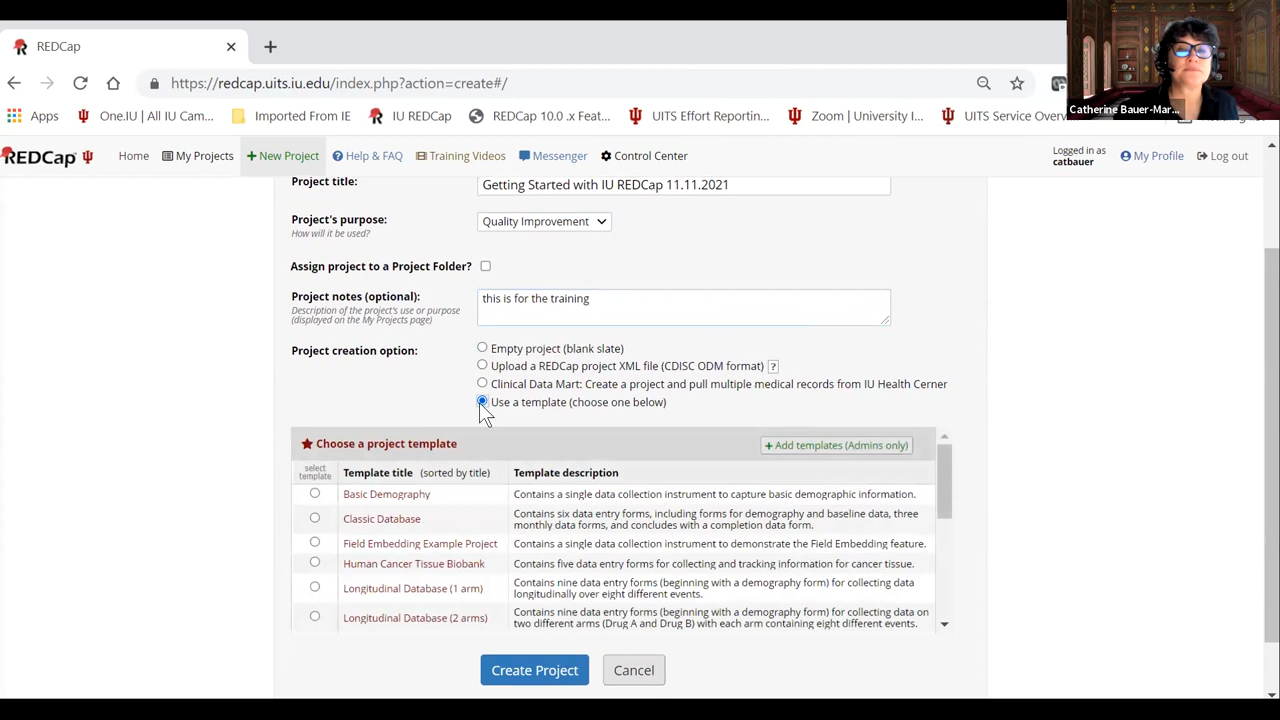 REDCap
https://redcap.uits.iu.edu/index.php?action=create#/
Catherine Bauer-Mar...
Apps
One.IU | All IU Cam...
Imported From IE
IU REDCap
REDCap 10.0 .x Feat...
UITS Effort Reportin...
Zoom | University I...
UITS Service Overv
REDCap
Home
My Projects
New Project
Help & FAQ
Training Videos
Messenger
Control Center
Logged in as
catbauer
My Profile
Log out
Project title:
Getting Started with IU REDCap 11.11.2021
Project's purpose:
How will it be used?
Quality Improvement
Assign project to a Project Folder?
Project notes (optional):
Description of the project's use or purpose
(displayed on the My Projects page)
this is for the training
Project creation option:
Empty project (blank slate)
Upload a REDCap project XML file (CDISC ODM format) ?
Clinical Data Mart: Create a project and pull multiple medical records from IU Health Cerner
Use a template (choose one below)
Choose a project template
+ Add templates (Admins only)
select
template
Template title (sorted by title)
Template description
Basic Demography
Contains a single data collection instrument to capture basic demographic information.
Classic Database
Contains six data entry forms, including forms for demography and baseline data, three
monthly data forms, and concludes with a completion data form.
Field Embedding Example Project
Contains a single data collection instrument to demonstrate the Field Embedding feature.
Human Cancer Tissue Biobank
Contains five data entry forms for collecting and tracking information for cancer tissue.
Longitudinal Database (1 arm)
Contains nine data entry forms (beginning with a demography form) for collecting data
longitudinally over eight different events.
Longitudinal Database (2 arms)
Contains nine data entry forms (beginning with a demography form) for collecting data on
two different arms (Drug A and Drug B) with each arm containing eight different events.
Create Project
Cancel